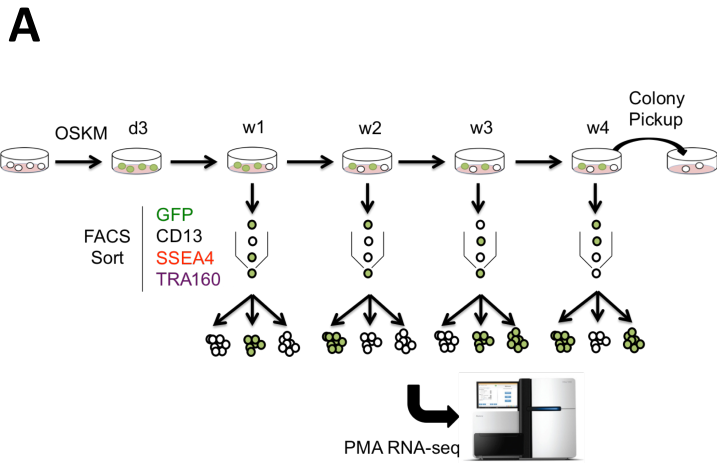 A
Colony
Pickup
OSKM
d3
w1
w2
w3
w4
FACS
Sort
GFP
CD13
SSEA4
TRA160
PMA RNA-seq